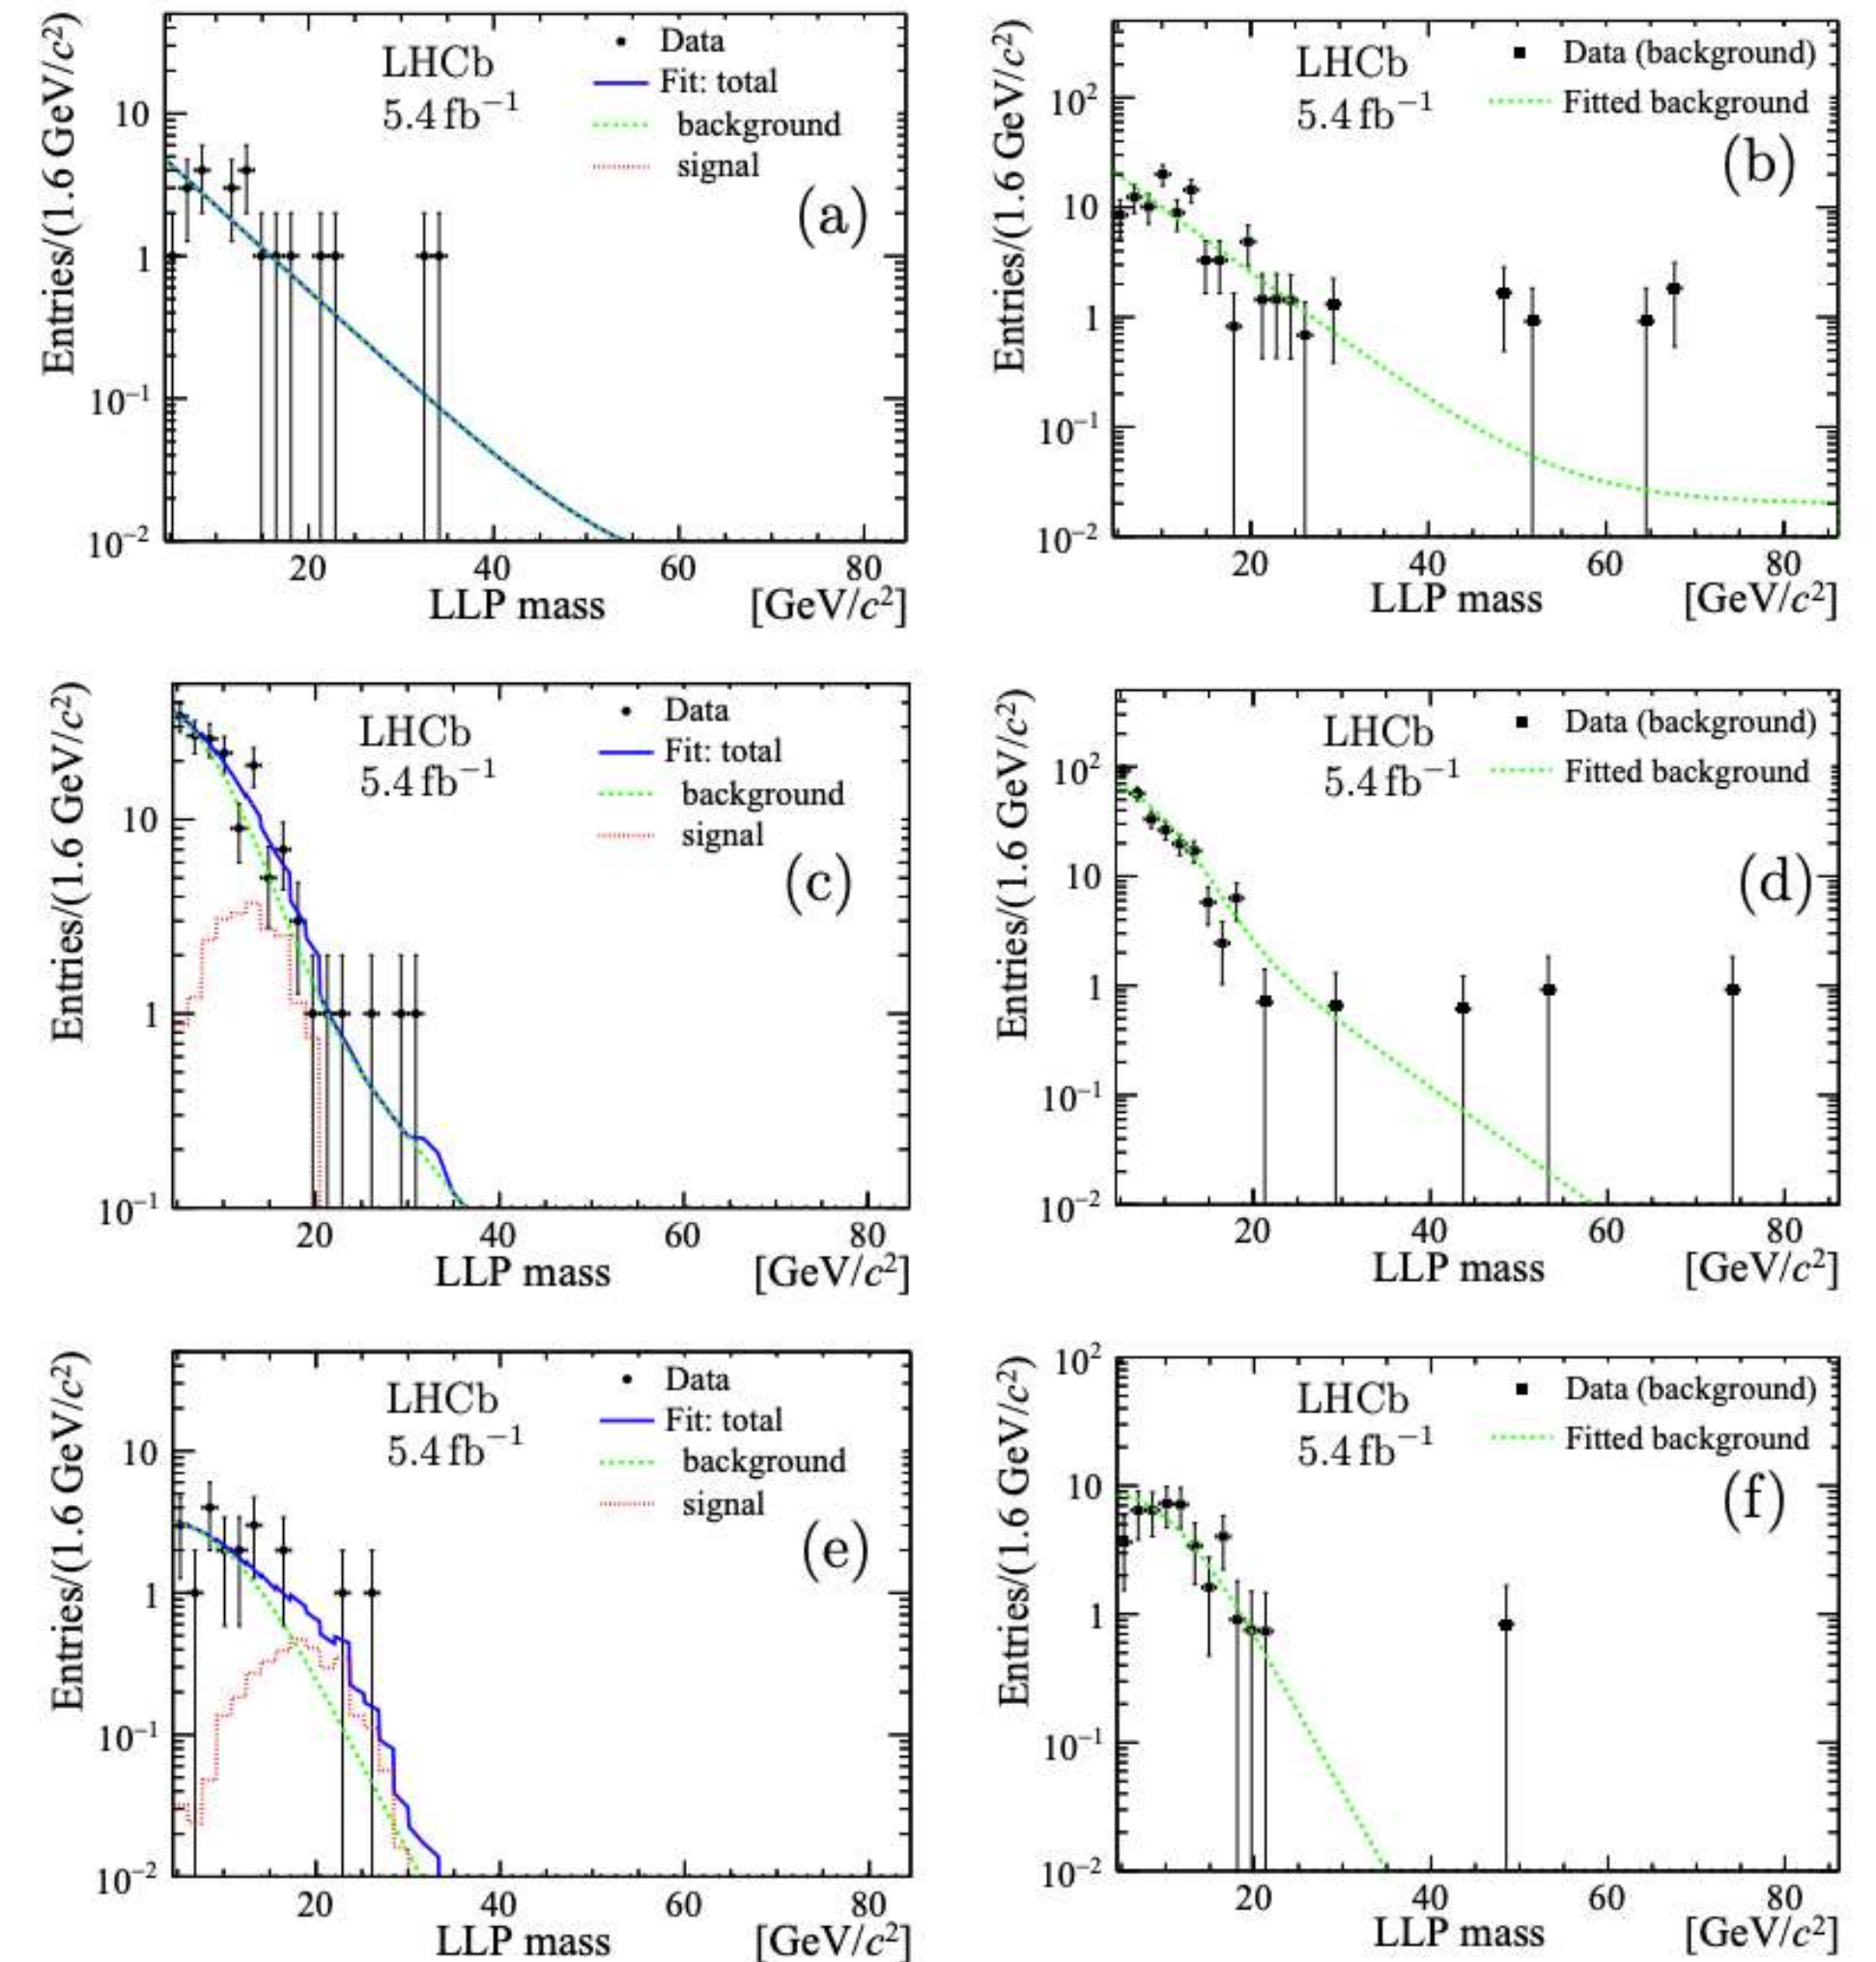 LHCb
5.4 fb⁻¹
Data
Fit: total
background
signal
(a)
Entries/(1.6 GeV/c²)
10
1
10⁻¹
10⁻²
20 40 60 80
LLP mass [GeV/c²]
LHCb
5.4 fb⁻¹
Data (background)
Fitted background
(b)
Entries/(1.6 GeV/c²)
10²
10
1
10⁻¹
10⁻²
20 40 60 80
LLP mass [GeV/c²]
LHCb
5.4 fb⁻¹
Data
Fit: total
background
signal
(c)
Entries/(1.6 GeV/c²)
10
1
10⁻¹
20 40 60 80
LLP mass [GeV/c²]
LHCb
5.4 fb⁻¹
Data (background)
Fitted background
(d)
Entries/(1.6 GeV/c²)
10²
10
1
10⁻¹
10⁻²
20 40 60 80
LLP mass [GeV/c²]
LHCb
5.4 fb⁻¹
Data
Fit: total
background
signal
(e)
Entries/(1.6 GeV/c²)
10
1
10⁻¹
10⁻²
20 40 60 80
LLP mass [GeV/c²]
LHCb
5.4 fb⁻¹
Data (background)
Fitted background
(f)
Entries/(1.6 GeV/c²)
10²
10
1
10⁻¹
10⁻²
20 40 60 80
LLP mass [GeV/c²]